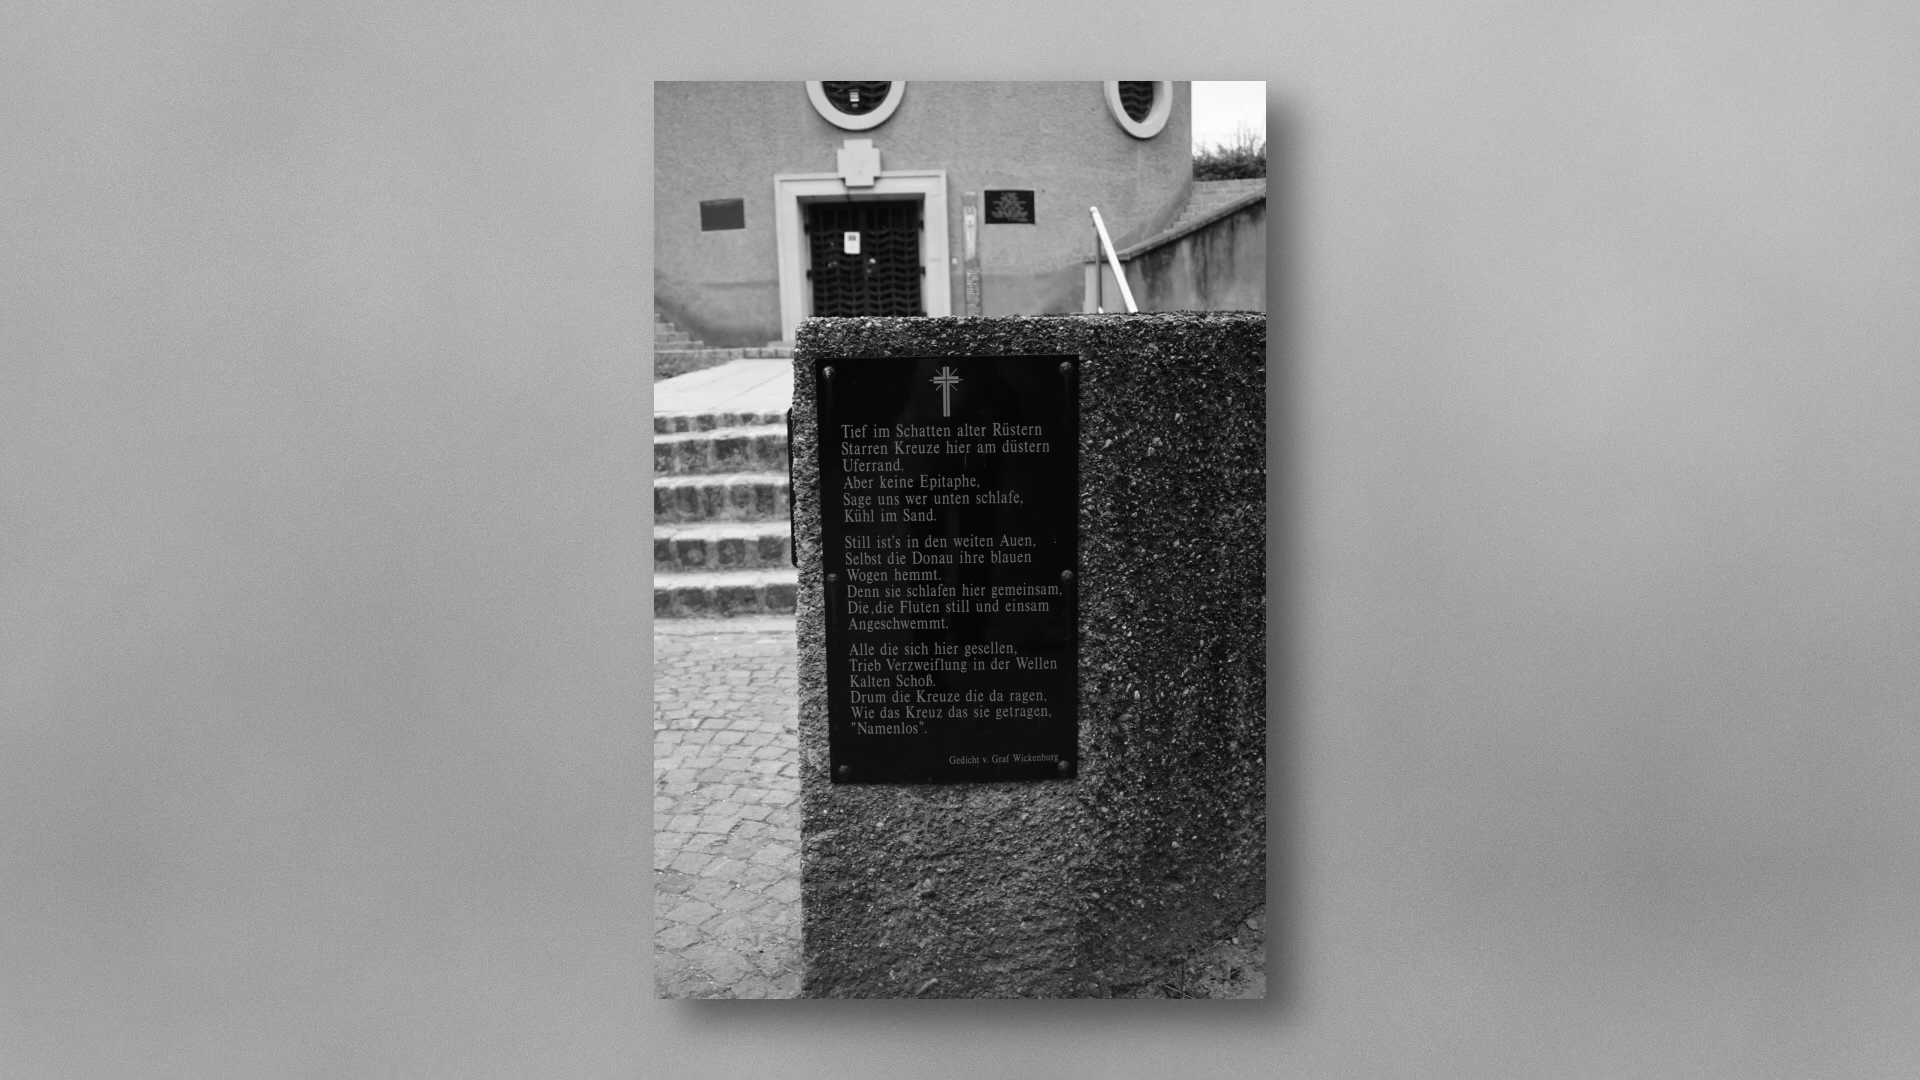 Tief im Schatten alter Rüstern
Starren Kreuze hier am düstern
Uferrand.
Aber keine Epitaphe,
Sage uns wer unten schlafe,
Kühl im Sand.
Still ist's in den weiten Auen,
Selbst die Donau ihre blauen
Wogen hemmt.
Denn sie schlafen hier gemeinsam,
Die,die Fluten still und einsam
Angeschwemmt.
Alle die sich hier gesellen,
Trieb Verzweiflung in der Wellen
Kalten Schoß.
Drum die Kreuze die da ragen,
Wie das Kreuz das sie getragen,
"Namenlos".
Gedicht v. Graf Wickenburg